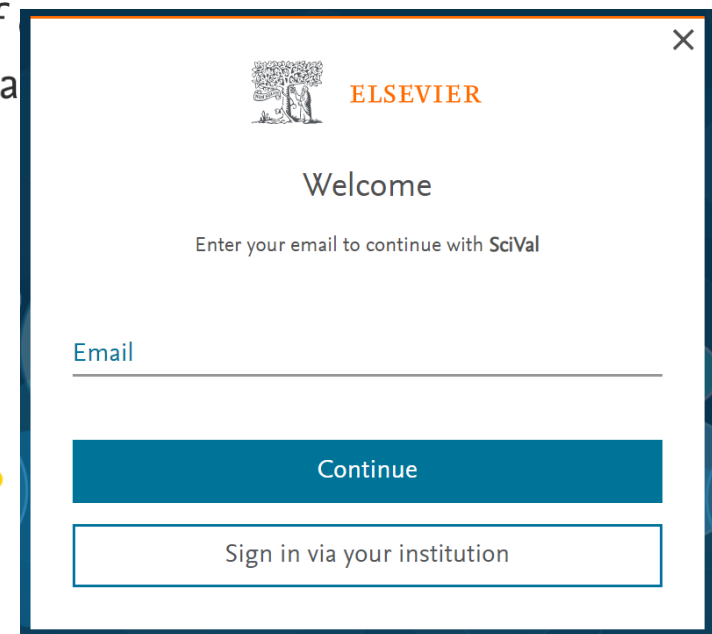 f
a
ELSEVIER
Welcome
Enter your email to continue with SciVal
Email
Continue
Sign in via your institution